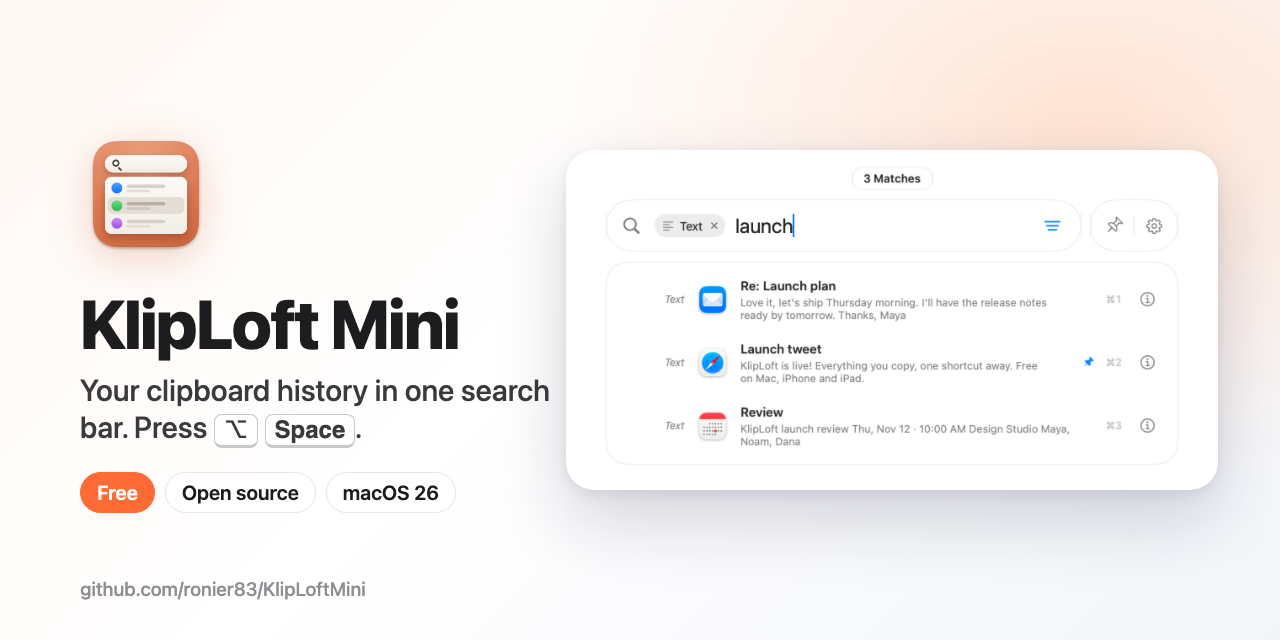 KlipLoft Mini
Your clipboard history in one search
bar. Press ⌥ Space.
Free
Open source
macOS 26
github.com/ronier83/KlipLoftMini
3 Matches
Text × launch
Text
Re: Launch plan
Love it, let's ship Thursday morning. I'll have the release notes
ready by tomorrow. Thanks, Maya
⌘1
Text
Launch tweet
KlipLoft is live! Everything you copy, one shortcut away. Free
on Mac, iPhone and iPad.
⌘2
Text
Review
KlipLoft launch review Thu, Nov 12 · 10:00 AM Design Studio Maya,
Noam, Dana
⌘3